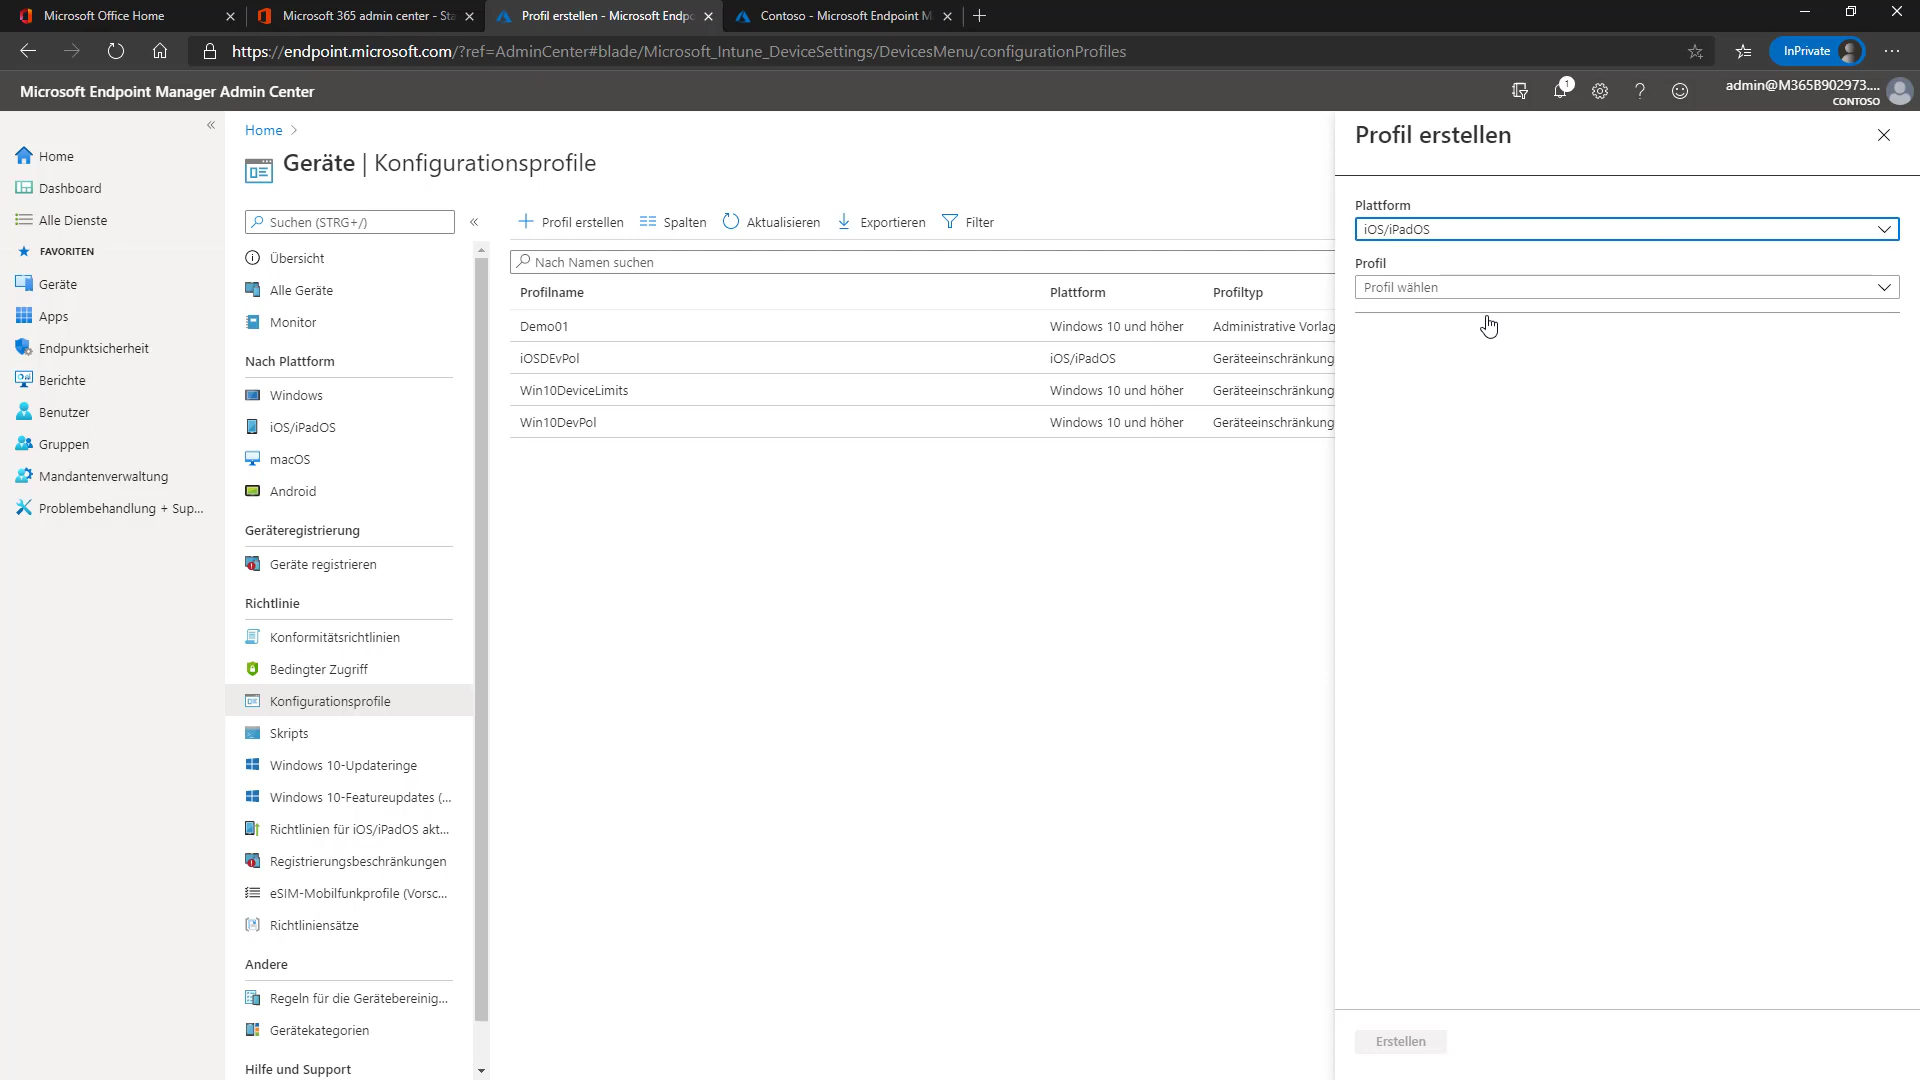 Microsoft Office Home
Microsoft 365 admin center - Sta
Profil erstellen - Microsoft Endpo
Contoso - Microsoft Endpoint M
https://endpoint.microsoft.com/?ref=AdminCenter#blade/Microsoft_Intune_DeviceSettings/DevicesMenu/configurationProfiles
InPrivate
Microsoft Endpoint Manager Admin Center
1
admin@M365B902973....
CONTOSO
Home
Dashboard
Alle Dienste
FAVORITEN
Geräte
Apps
Endpunktsicherheit
Berichte
Benutzer
Gruppen
Mandantenverwaltung
Problembehandlung + Sup...
Home
Geräte | Konfigurationsprofile
Suchen (STRG+/)
Übersicht
Alle Geräte
Monitor
Nach Plattform
Windows
iOS/iPadOS
macOS
Android
Geräteregistrierung
Geräte registrieren
Richtlinie
Konformitätsrichtlinien
Bedingter Zugriff
Konfigurationsprofile
Skripts
Windows 10-Updateringe
Windows 10-Featureupdates (...
Richtlinien für iOS/iPadOS akt...
Registrierungsbeschränkungen
eSIM-Mobilfunkprofile (Vorsc...
Richtliniensätze
Andere
Regeln für die Gerätebereinig...
Gerätekategorien
Hilfe und Support
Profil erstellen Spalten Aktualisieren Exportieren Filter
Nach Namen suchen
Profilname Plattform Profiltyp
Demo01 Windows 10 und höher Administrative Vorlag
iOSDEvPol iOS/iPadOS Geräteeinschränkung
Win10DeviceLimits Windows 10 und höher Geräteeinschränkung
Win10DevPol Windows 10 und höher Geräteeinschränkung
Profil erstellen
Plattform
iOS/iPadOS
Profil
Profil wählen
Erstellen